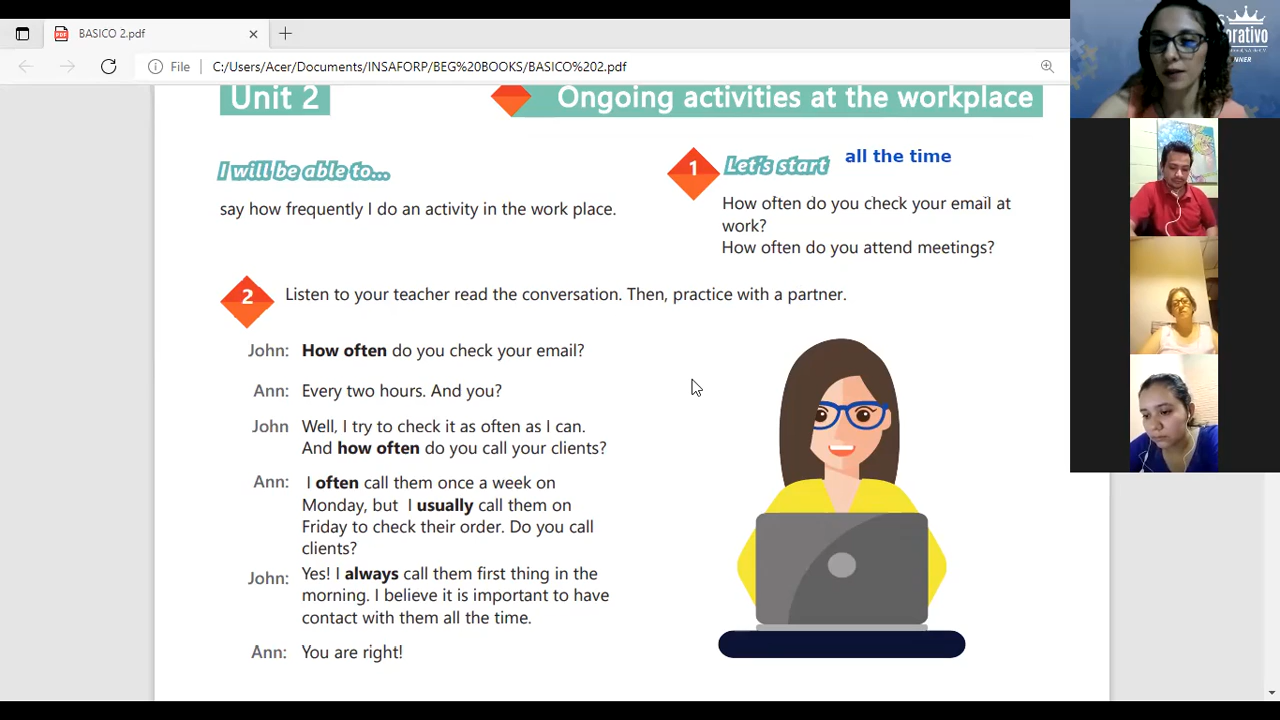 BASICO 2.pdf
File
C:/Users/Acer/Documents/INSAFORP/BEG%20BOOKS/BASICO%202.pdf
Unit 2
Ongoing activities at the workplace
I will be able to...
say how frequently I do an activity in the work place.
1
Let's start
all the time
How often do you check your email at
work?
How often do you attend meetings?
2
Listen to your teacher read the conversation. Then, practice with a partner.
John: How often do you check your email?
Ann: Every two hours. And you?
John Well, I try to check it as often as I can.
And how often do you call your clients?
Ann: I often call them once a week on
Monday, but I usually call them on
Friday to check their order. Do you call
clients?
John: Yes! I always call them first thing in the
morning. I believe it is important to have
contact with them all the time.
Ann: You are right!